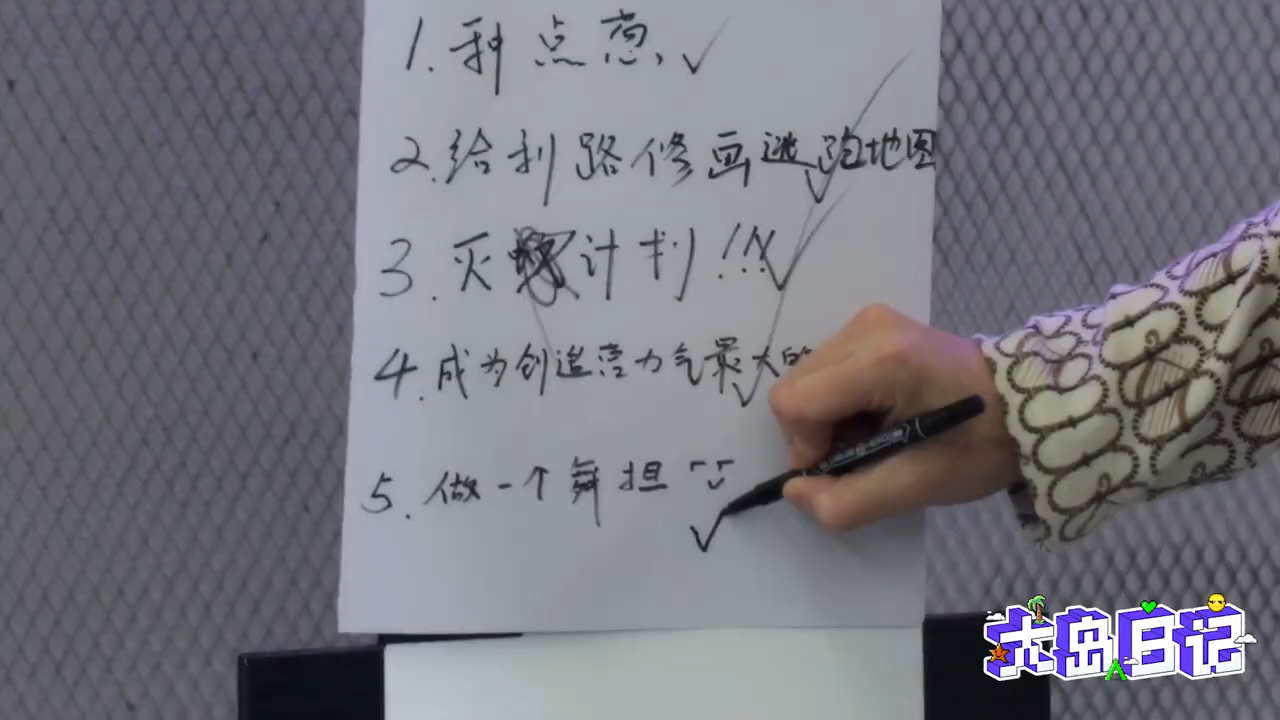 1. 种点葱、
2. 给利路修画逃跑地图
3. 灭 计划!!!
4. 成为创造营力气最大的
5. 做一个舞担
大岛日记